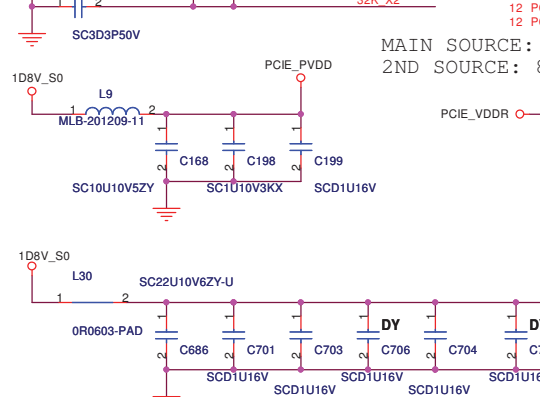 32K_X2
2
12 P
12 P
SC3D3P50V
MAIN SOURCE:
2ND SOURCE: 8
1D8V_S0
PCIE_PVDD
L9
1 2
MLB-201209-11
PCIE_VDDR
1 1 1
2 C168 2 C198 2 C199
SC10U10V5ZY SC1U10V3KX SCD1U16V
1D8V_S0
L30
SC22U10V6ZY-U
1 2
0R0603-PAD
1 1 1 1 DY 1 1 D
2 C686 2 C701 2 C703 2 C706 2 C704 2 C7
SCD1U16V SCD1U16V SCD1U16
SCD1U16V SCD1U16V